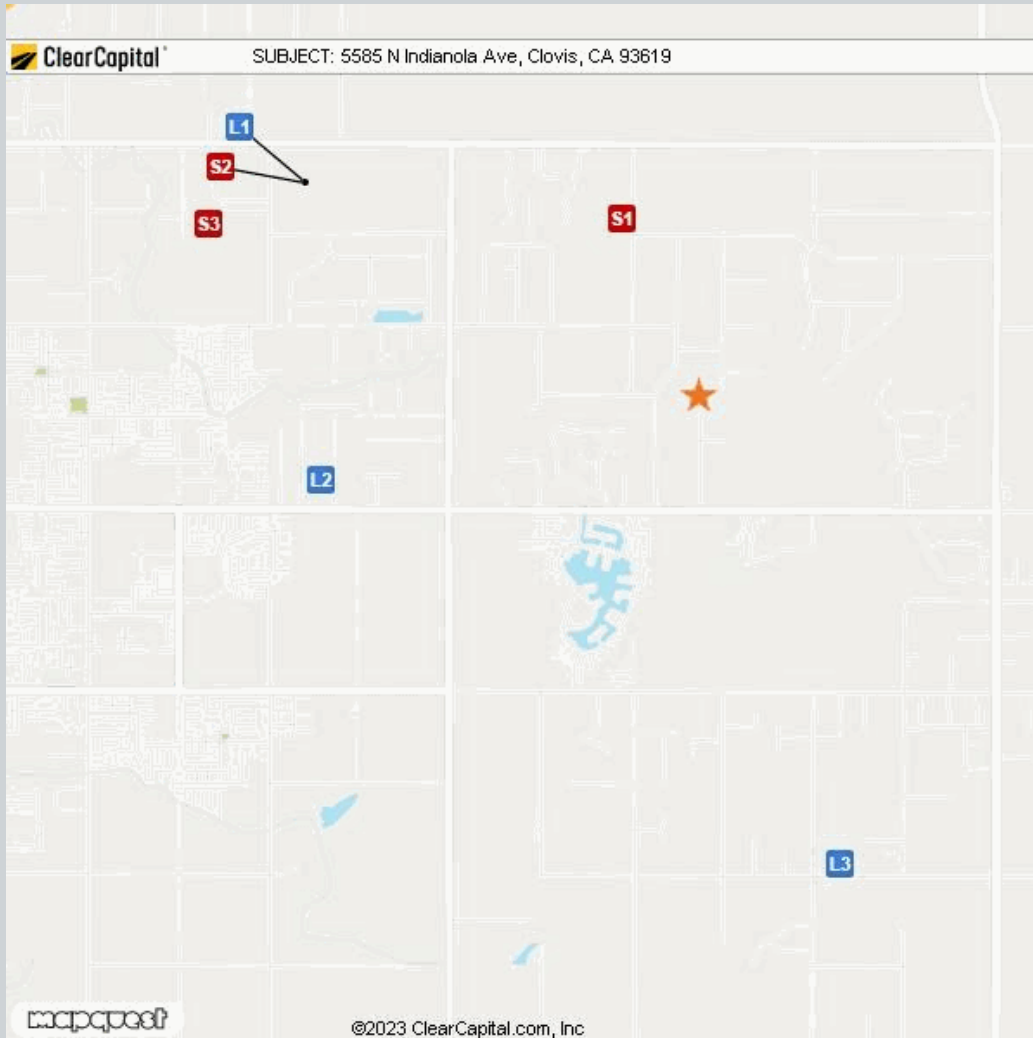 ClearCapital
SUBJECT: 5585 N Indianola Ave, Clovis, CA 93619
L1
S2
S3
S1
L2
L3
mapquest
©2023 ClearCapital.com, Inc